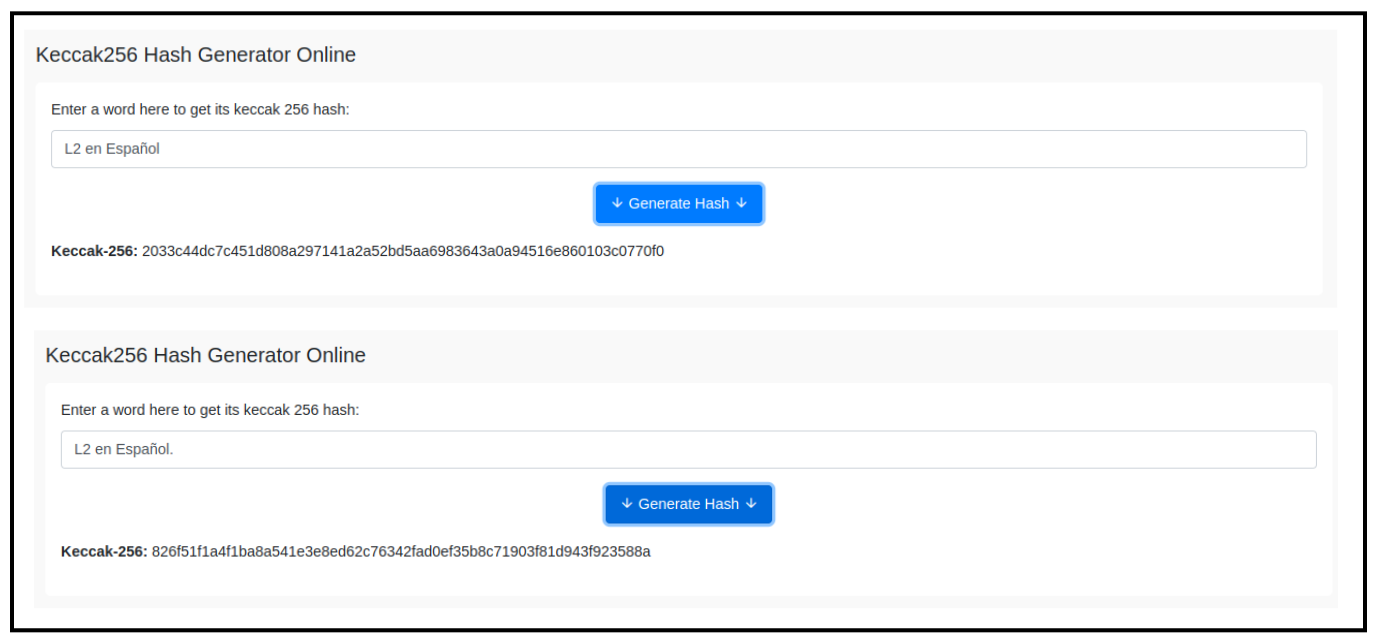 Keccak256 Hash Generator Online
Enter a word here to get its keccak 256 hash:
L2 en Español
↓ Generate Hash ↓
Keccak-256: 2033c44dc7c451d808a297141a2a52bd5aa6983643a0a94516e860103c0770f0
Keccak256 Hash Generator Online
Enter a word here to get its keccak 256 hash:
L2 en Español.
↓ Generate Hash ↓
Keccak-256: 826f51f1a4f1ba8a541e3e8ed62c76342fad0ef35b8c71903f81d943f923588a